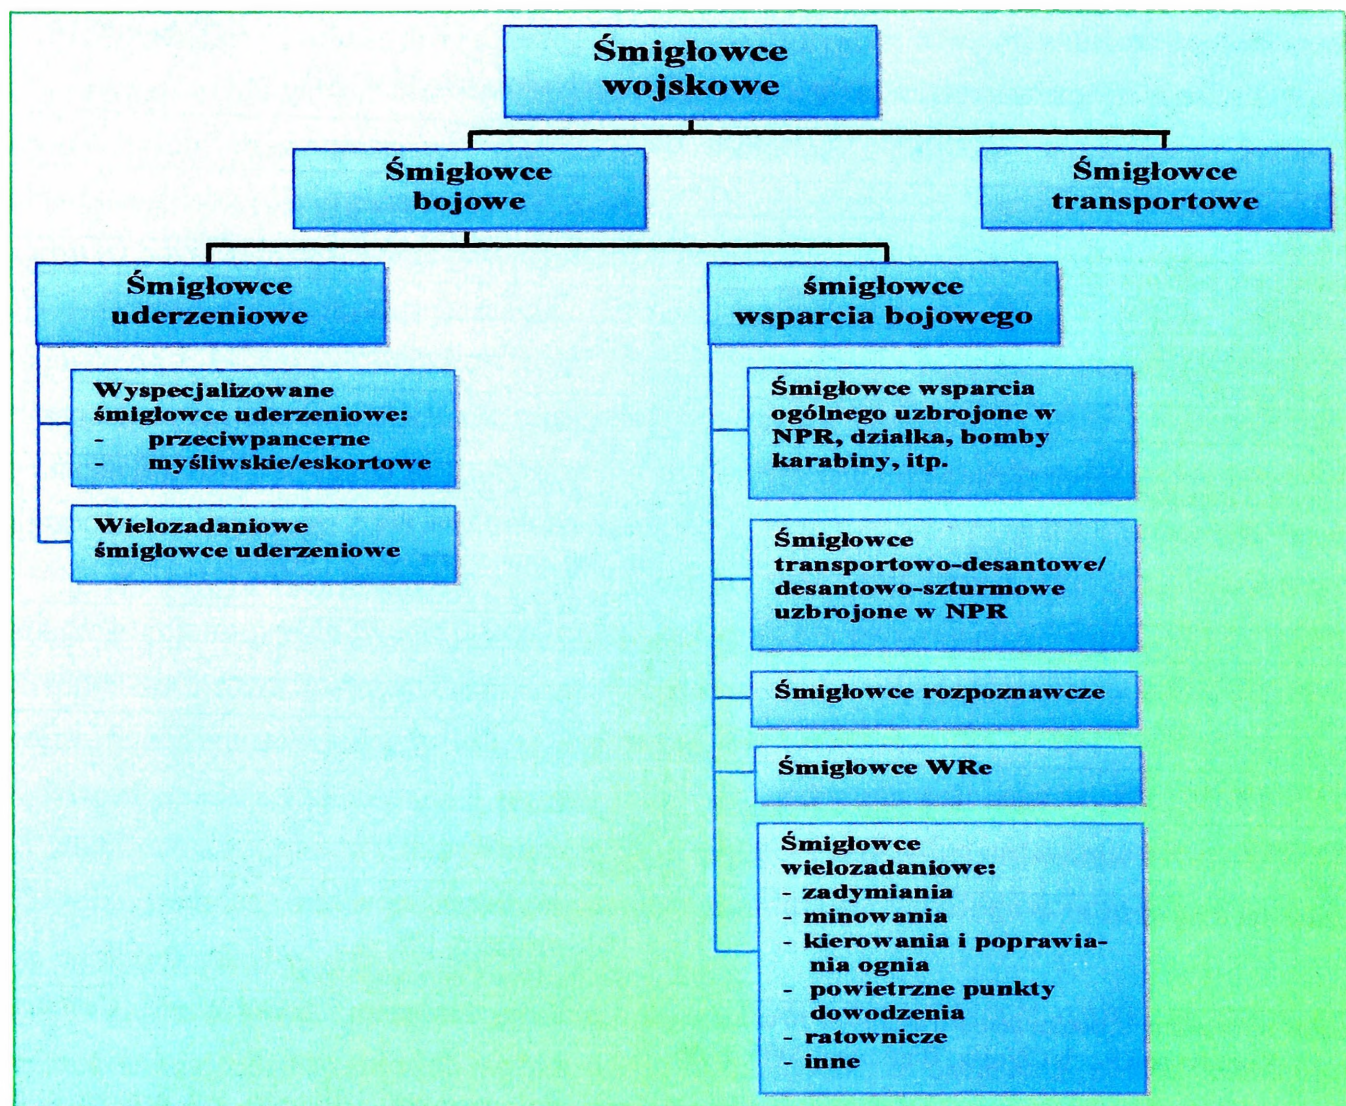 Śmigłowce
wojskowe
Śmigłowce
bojowe
Śmigłowce
transportowe
Śmigłowce
uderzeniowe
śmigłowce
wsparcia bojowego
Wyspecjalizowane
śmigłowce uderzeniowe:
- przeciwpancerne
- myśliwskie/eskortowe
Wielozadaniowe
śmigłowce uderzeniowe
Śmigłowce wsparcia
ogólnego uzbrojone w
NPR, działka, bomby
karabiny, itp.
Śmigłowce
transportowo-desantowe/
desantowo-szturmowe
uzbrojone w NPR
Śmigłowce rozpoznawcze
Śmigłowce WRe
Śmigłowce
wielozadaniowe:
- zadymiania
- minowania
- kierowania i poprawia-
nia ognia
- powietrzne punkty
dowodzenia
- ratownicze
- inne